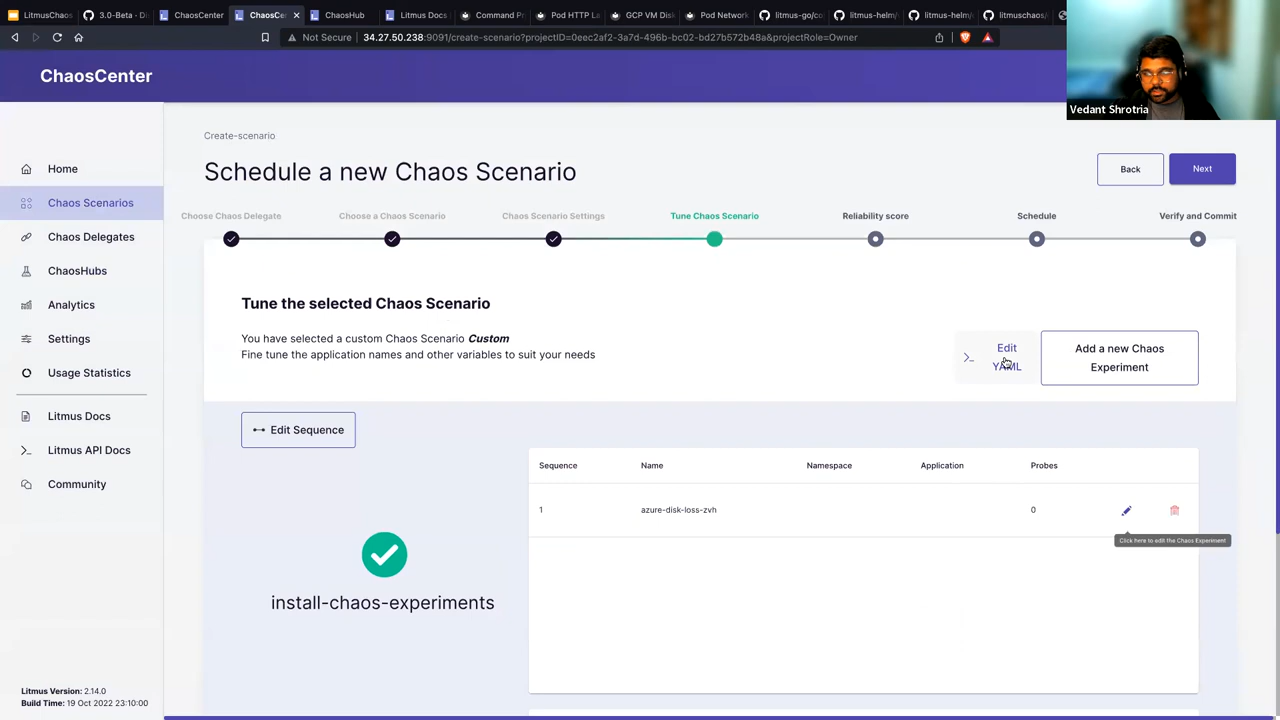 LitmusChaos
3.0-Beta · Di
ChaosCenter
ChaosCe
ChaosHub
Litmus Docs
Command P
Pod HTTP La
GCP VM Dis
Pod Network
litmus-go/co
litmus-helm/
litmus-helm/
litmuschaos/
Not Secure
34.27.50.238:9091/create-scenario?projectID=0eec2af2-3a7d-496b-bc02-bd27b572b48a&projectRole=Owner
Vedant Shrotria
ChaosCenter
Home
Chaos Scenarios
Chaos Delegates
ChaosHubs
Analytics
Settings
Usage Statistics
Litmus Docs
Litmus API Docs
Community
Litmus Version: 2.14.0
Build Time: 19 Oct 2022 23:10:00
Create-scenario
Schedule a new Chaos Scenario
Back
Next
Choose Chaos Delegate
Choose a Chaos Scenario
Chaos Scenario Settings
Tune Chaos Scenario
Reliability score
Schedule
Verify and Commit
Tune the selected Chaos Scenario
You have selected a custom Chaos Scenario Custom
Fine tune the application names and other variables to suit your needs
Edit
YAML
Add a new Chaos
Experiment
Edit Sequence
install-chaos-experiments
Sequence Name Namespace Application Probes
1 azure-disk-loss-zvh 0
Click here to edit the Chaos Experiment